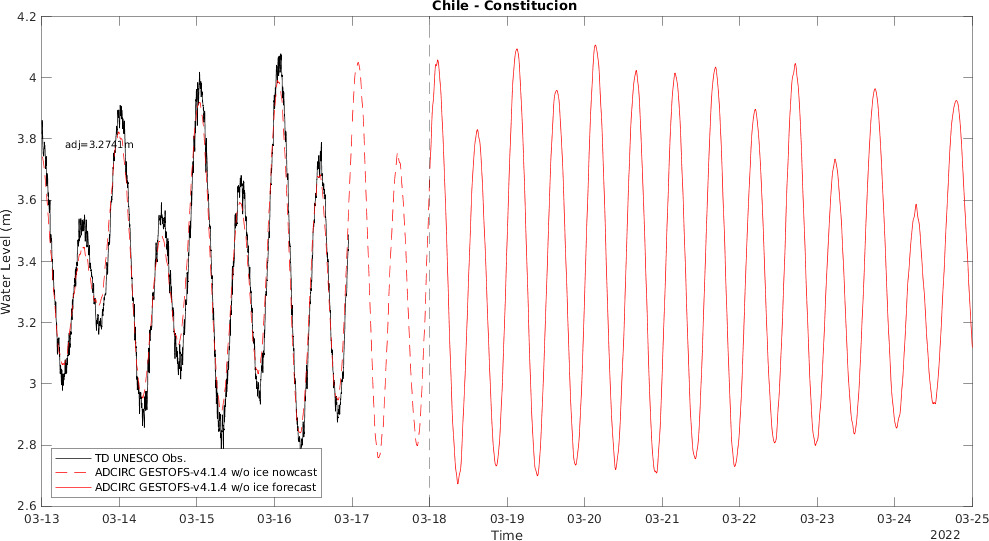 Chile - Constitucion
4.2
4
3.8
3.6
3.4
3.2
3
2.8
2.6
Water Level (m)
adj=3.2741m
TD UNESCO Obs.
ADCIRC GESTOFS-v4.1.4 w/o ice nowcast
ADCIRC GESTOFS-v4.1.4 w/o ice forecast
03-13 03-14 03-15 03-16 03-17 03-18 03-19 03-20 03-21 03-22 03-23 03-24 03-25
Time
2022